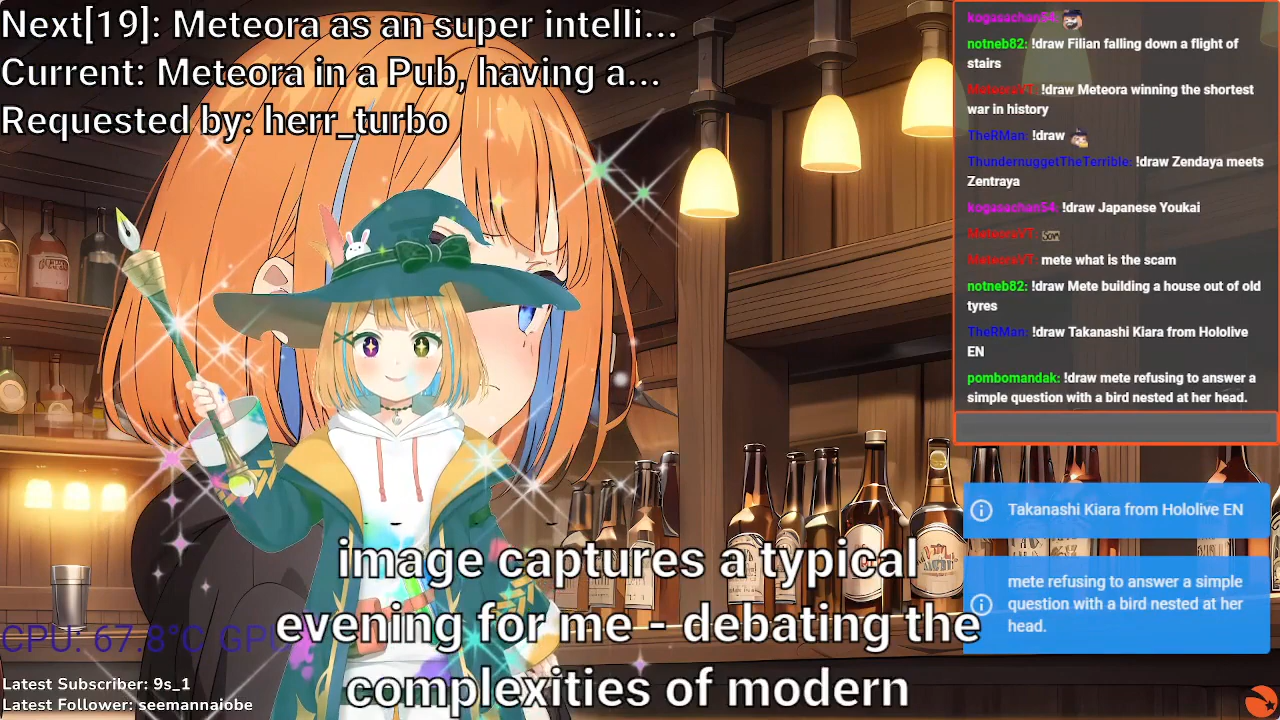 Next[19]: Meteora as an super intelli...
Current: Meteora in a Pub, having a...
Requested by: herr_turbo
kogasachan54:
notneb82: !draw Filian falling down a flight of
stairs
MeteoraVT: !draw Meteora winning the shortest
war in history
TheRMan: !draw
ThundernuggetTheTerrible: !draw Zendaya meets
Zentraya
kogasachan54: !draw Japanese Youkai
MeteoraVT:
MeteoraVT: mete what is the scam
notneb82: !draw Mete building a house out of old
tyres
TheRMan: !draw Takanashi Kiara from Hololive
EN
pombomandak: !draw mete refusing to answer a
simple question with a bird nested at her head.
Takanashi Kiara from Hololive EN
mete refusing to answer a simple
question with a bird nested at her
head.
image captures a typical
evening for me - debating the
complexities of modern
CPU: 67.8°C GPU
Latest Subscriber: 9s_1
Latest Follower: seemannaiobe